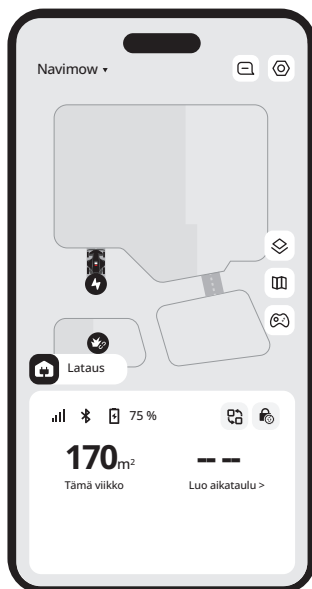 Navimow
Lataus
75 %
170m²
-- --
Tämä viikko
Luo aikataulu >